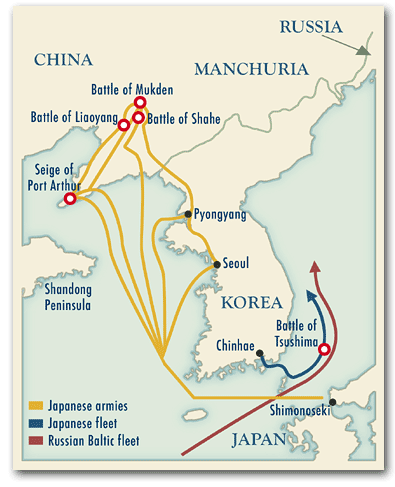 RUSSIA
CHINA
MANCHURIA
Battle of Mukden
Battle of Liaoyang
Battle of Shahe
Seige of
Port Arthur
Pyongyang
Seoul
Shandong
Peninsula
KOREA
Chinhae
Battle of
Tsushima
Shimonoseki
JAPAN
Japanese armies
Japanese fleet
Russian Baltic fleet